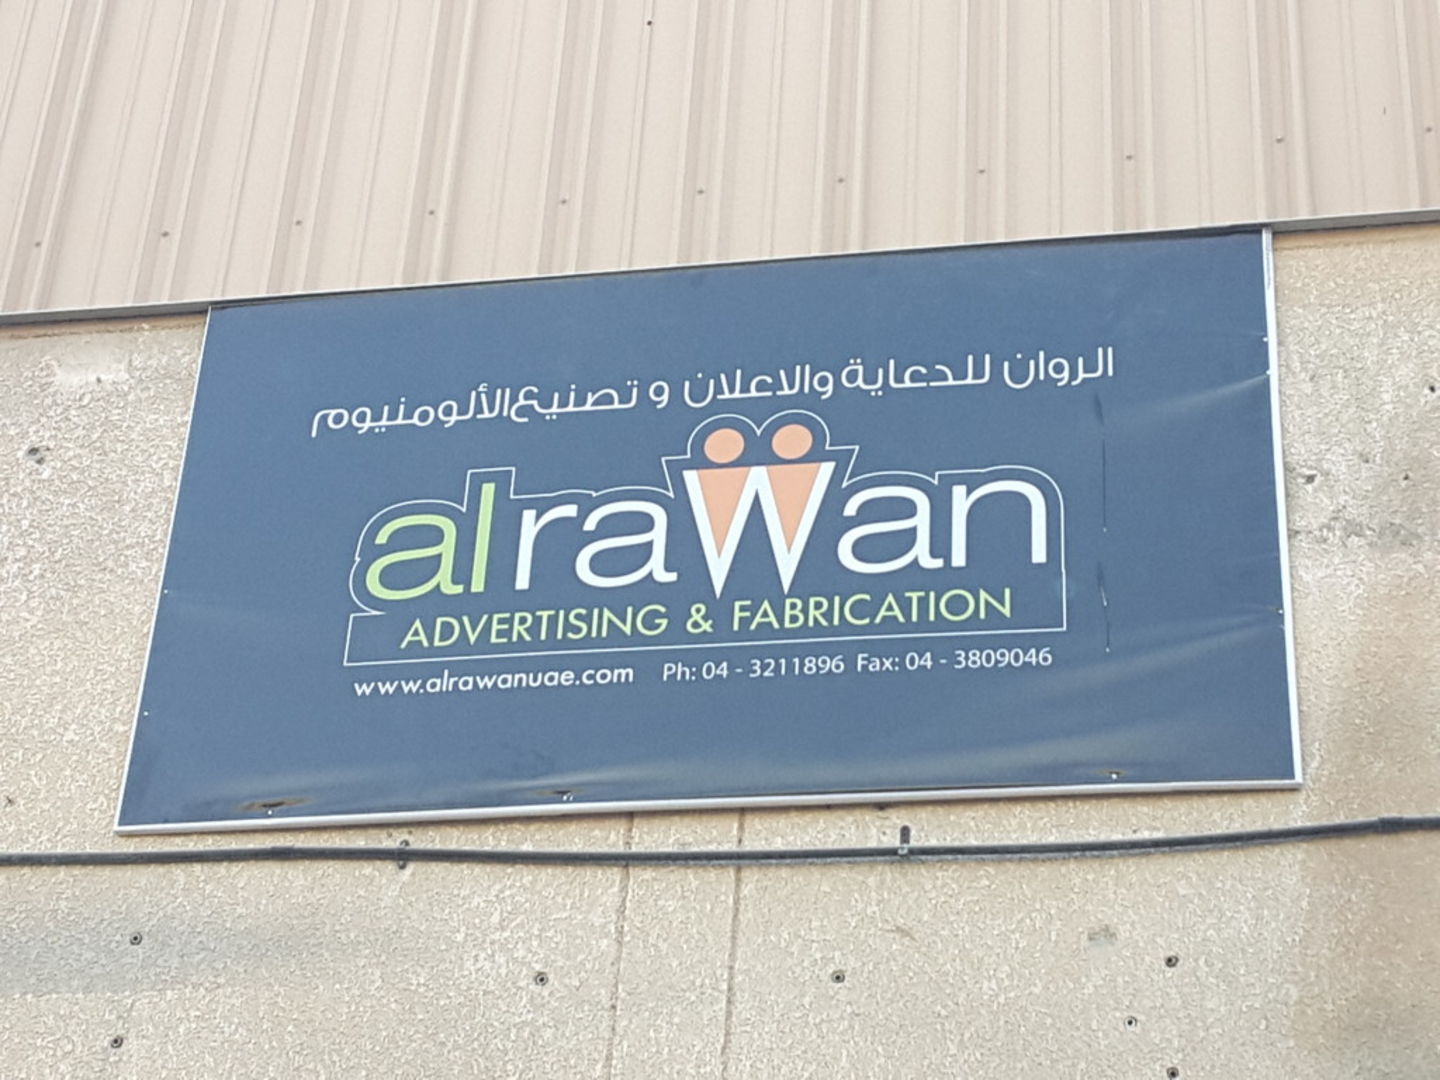 الروان للدعاية والاعلان و تصنيع الألومنيوم
alrawan
ADVERTISING & FABRICATION
www.alrawanuae.com Ph: 04 - 3211896 Fax: 04 - 3809046